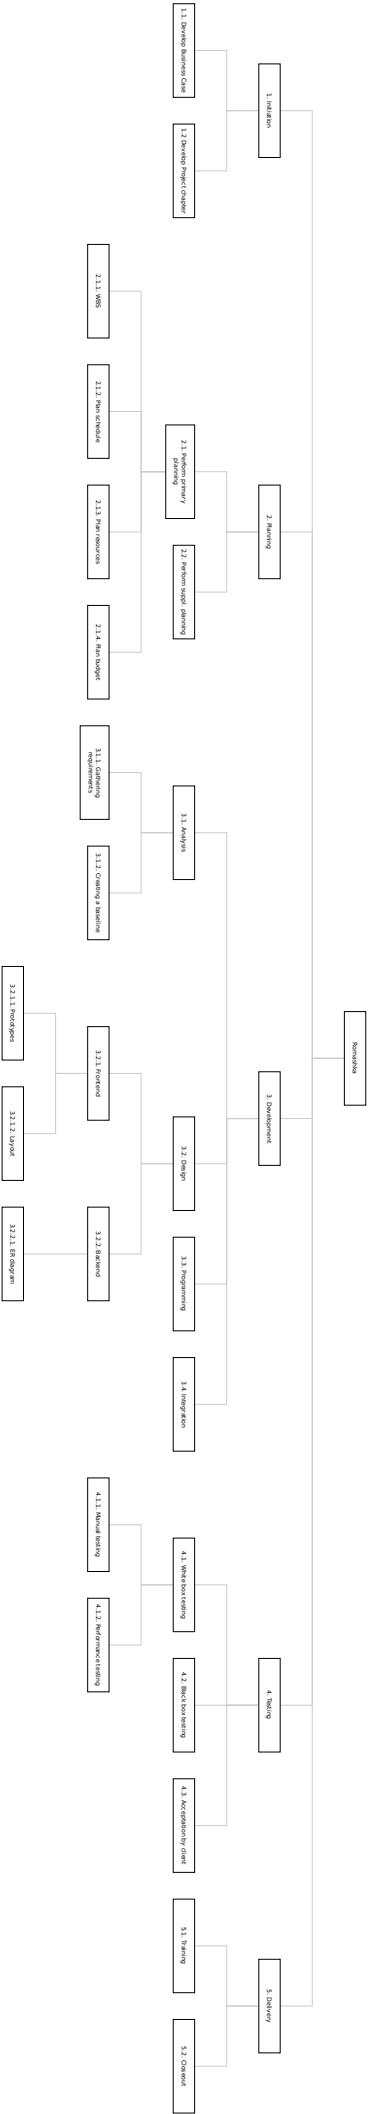 Romashka
1. Initiation
1.1. Develop Business Case
1.2 Develop Project chapter
2. Planning
2.1. Perform primary
planning
2.1.1. WBS
2.1.2. Plan schedule
2.1.3. Plan resources
2.1.4. Plan budget
2.2. Perform suppl. planning
3. Development
3.1. Analysis
3.1.1. Gathering
requirements
3.1.2. Creating a baseline
3.2. Design
3.2.1. Frontend
3.2.1.1. Prototypes
3.2.1.2. Layout
3.2.2. Backend
3.2.2.1. ER diagram
3.3. Programming
3.4. Integration
4. Testing
4.1. White box testing
4.1.1. Manual testing
4.1.2. Performance testing
4.2. Black box testing
4.3. Acceptation by client
5. Delivery
5.1. Training
5.2. Closeout